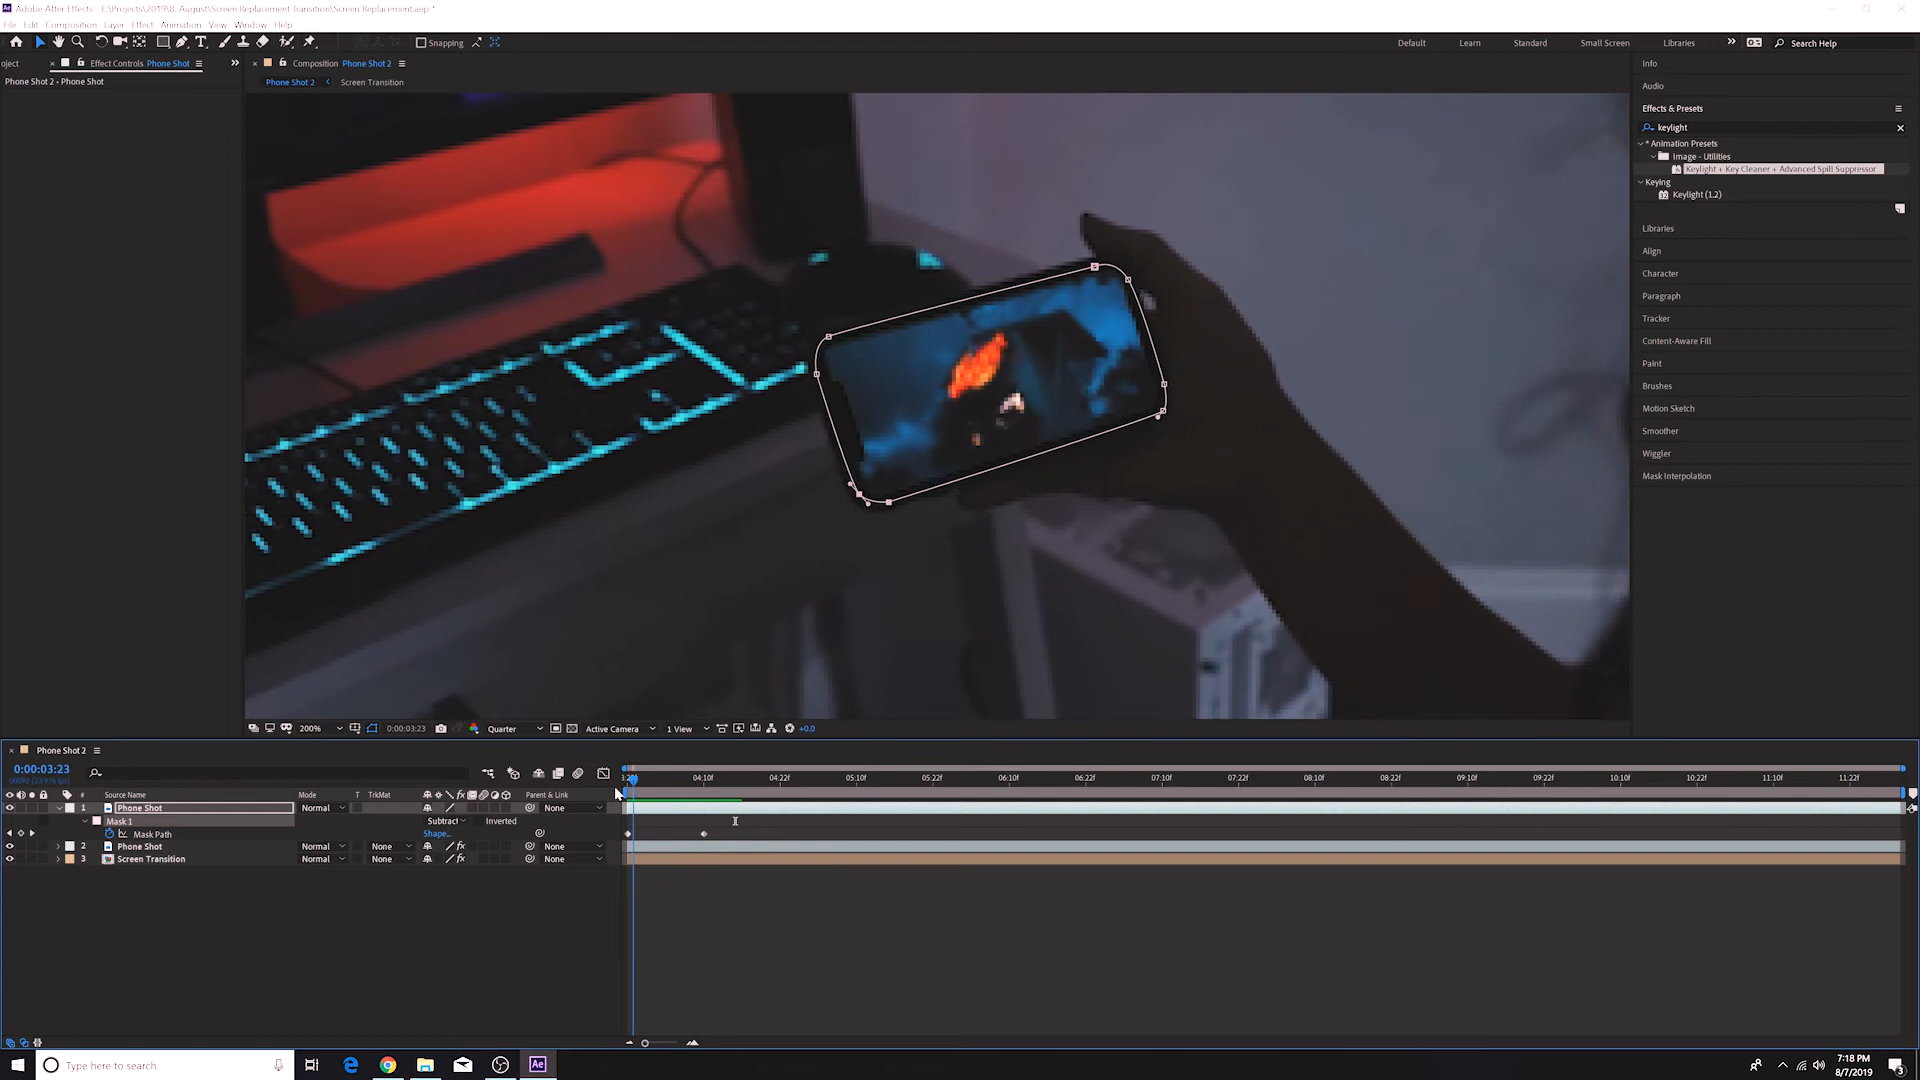 Adobe After Effects - E:\Projects\2019\8. August\Screen Replacement Transition\Screen Replacement.aep *
File Edit Composition Layer Effect Animation View Window Help
Snapping
Default Learn Standard Small Screen Libraries Search Help
oject Effect Controls Phone Shot Composition Phone Shot 2 Info
Phone Shot 2 • Phone Shot Phone Shot 2 Screen Transition
Audio
Effects & Presets
keylight
* Animation Presets
Image - Utilities
Keylight + Key Cleaner + Advanced Spill Suppressor
Keying
Keylight (1.2)
Libraries
Align
Character
Paragraph
Tracker
Content-Aware Fill
Paint
Brushes
Motion Sketch
Smoother
Wiggler
Mask Interpolation
200% 0:00:03:23 Quarter Active Camera 1 View +0.0
Phone Shot 2
0:00:03:23
04:10f 04:22f 05:10f 05:22f 06:10f 06:22f 07:10f 07:22f 08:10f 08:22f 09:10f 09:22f 10:10f 10:22f 11:10f 11:22f
# Source Name Mode T TrkMat Parent & Link
1 Phone Shot Normal None
Mask 1 Subtract Inverted
Mask Path Shape...
2 Phone Shot Normal None None
3 Screen Transition Normal None None
Type here to search
7:18 PM
8/7/2019